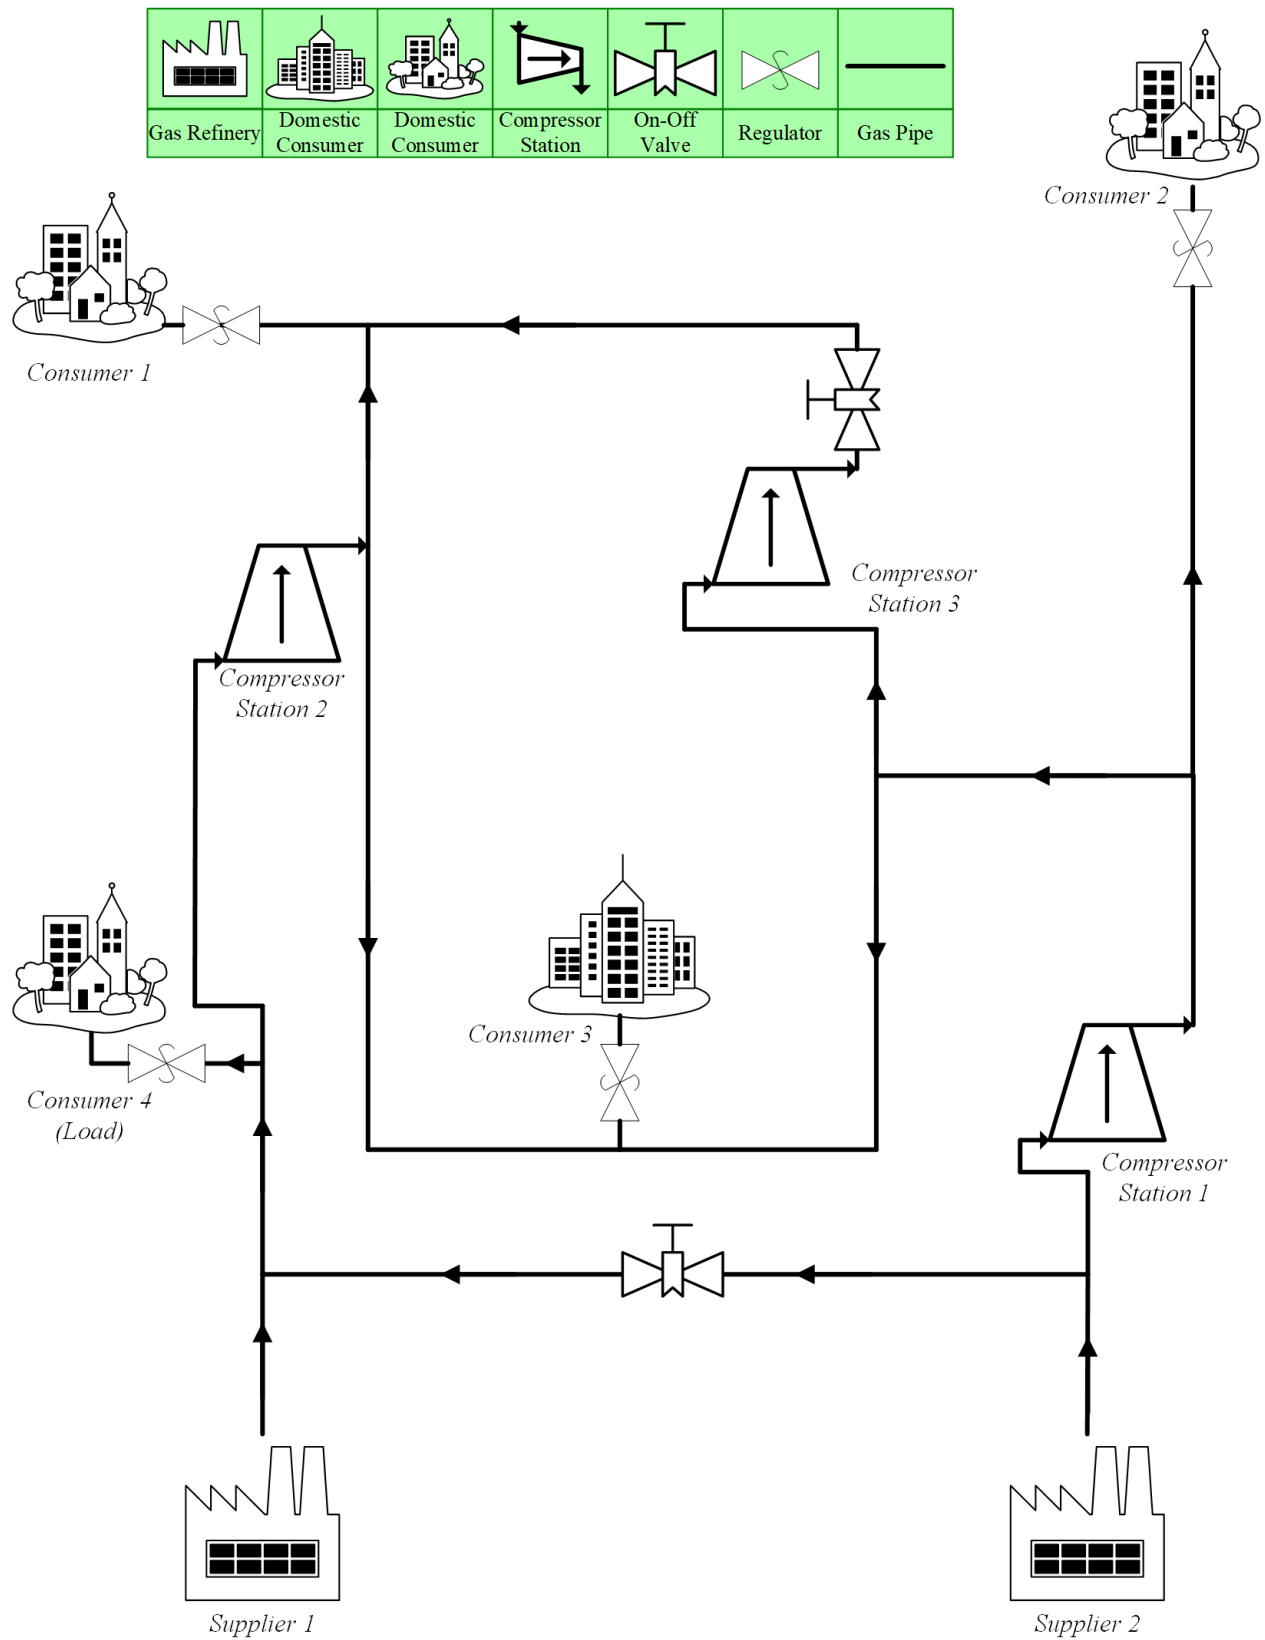 Gas Refinery
Domestic
Consumer
Domestic
Consumer
Compressor
Station
On-Off
Valve
Regulator
Gas Pipe
Consumer 2
Consumer 1
Compressor
Station 3
Compressor
Station 2
Consumer 3
Consumer 4
(Load)
Compressor
Station 1
Supplier 1
Supplier 2